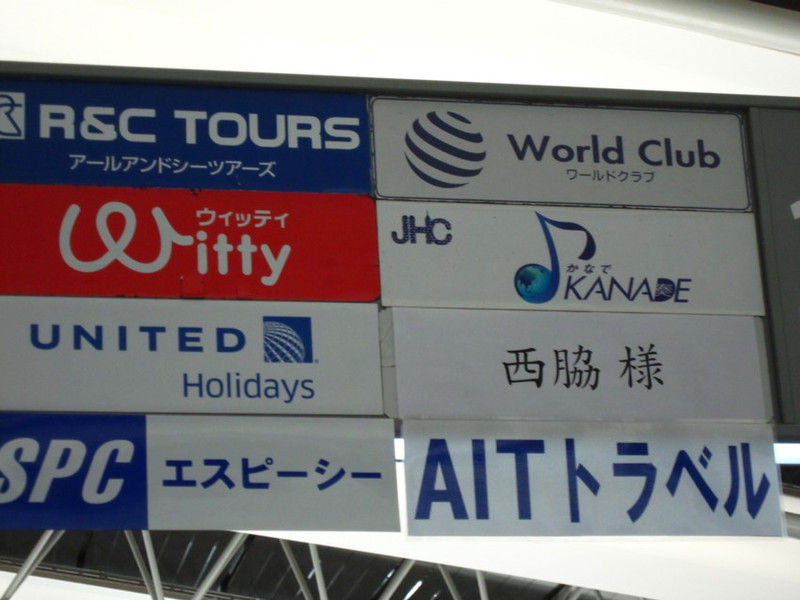 R&C TOURS
アールアンドシーツアーズ
World Club
ワールドクラブ
Witty
ウィッティ
JHC
かなで
KANADE
UNITED
Holidays
西脇 様
SPC エスピーシー
AITトラベル